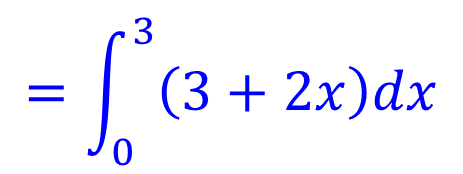 = ∫₀³ (3 + 2x)dx